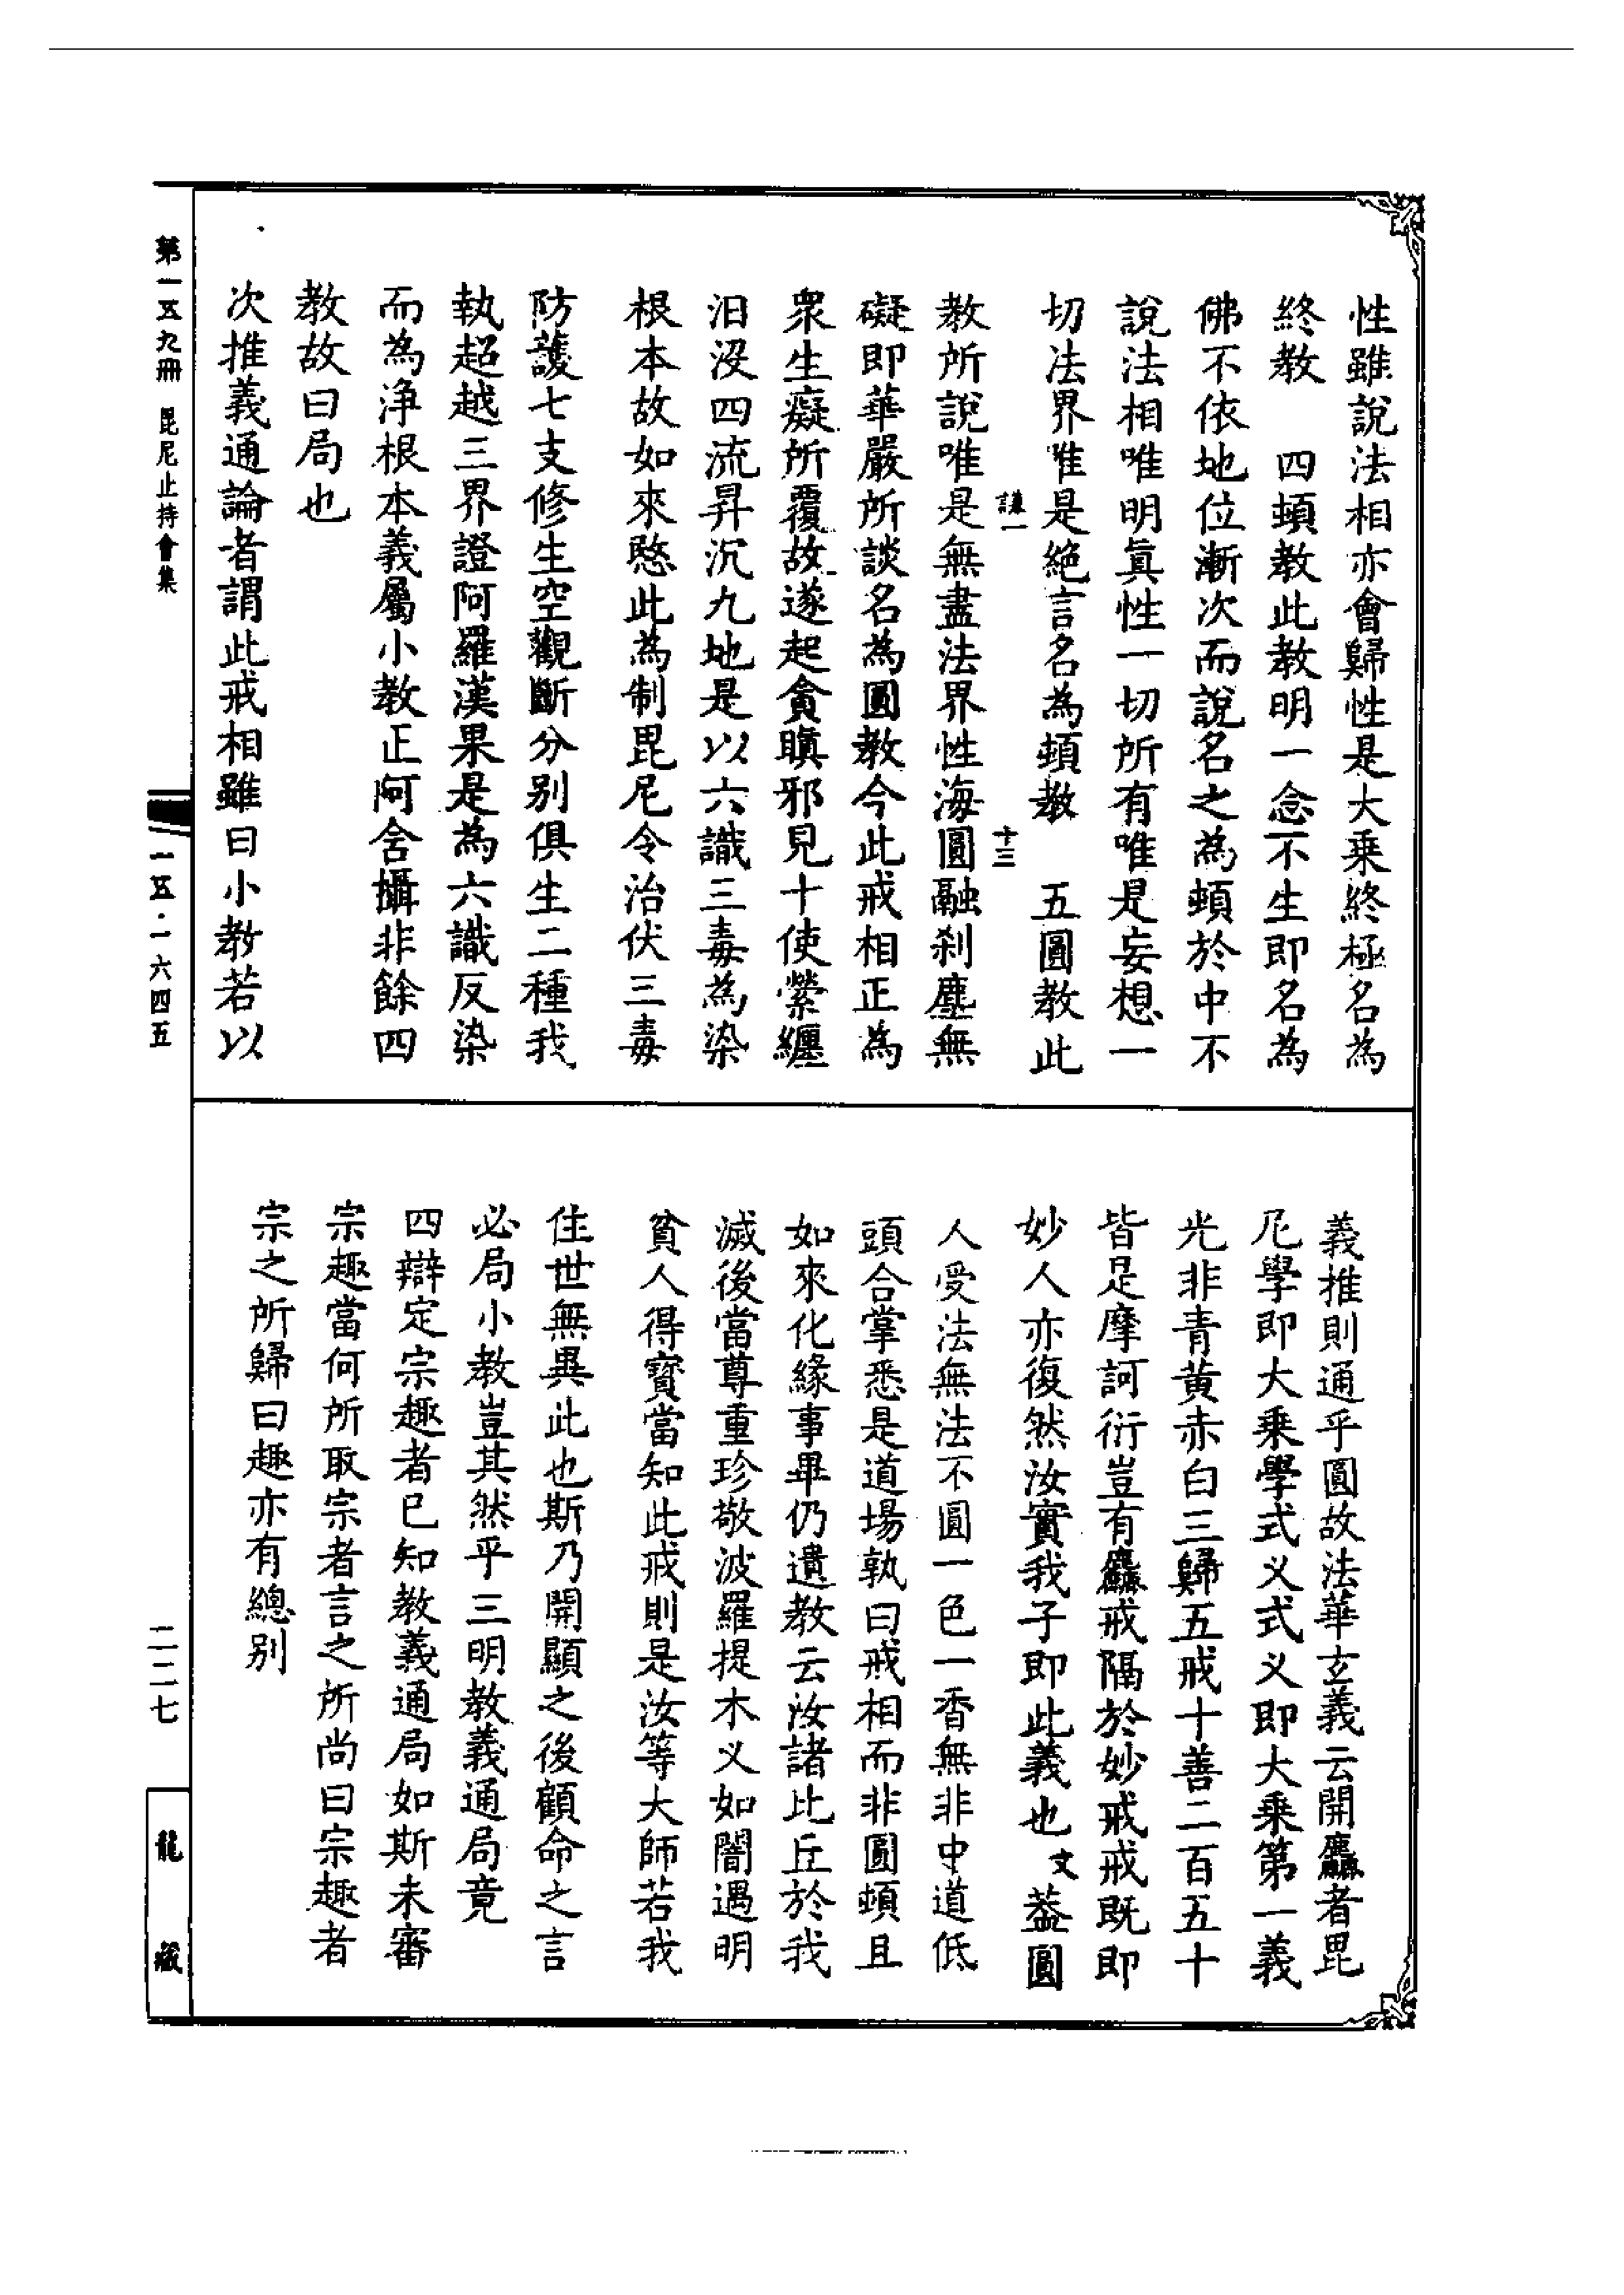 性雖說法相亦會歸性是大乗終極名為
終教　四頓教此教明一念不生即名為
佛不依地位漸次而說名之為頓於中不
說法相唯明眞性一切所有唯是妄想一
切法界唯是絶言名為頓教　五圓教此
謙一　十三
教所說唯是無盡法界性海圓融刹塵無
礙即華嚴所談名為圓教今此戒相正為
衆生癡所覆故遂起貪瞋邪見十使縈纏
汨沒四流昇沉九地是以六識三毒為染
根本故如來愍此為制毘尼令治伏三毒
防護七支修生空觀斷分别俱生二種我
執超越三界證阿羅漢果是為六識反染
而為浄根本義屬小教正阿含攝非餘四
教故曰局也
次推義通論者謂此戒相雖曰小教若以
義推則通乎圓故法華玄義云開麤者毘
尼學即大乗學式义式义即大乗第一義
光非青黄赤白三歸五戒十善二百五十
皆是摩訶衍豈有麤戒隔於妙戒戒既即
妙人亦復然汝實我子即此義也文葢圓
人受法無法不圓一色一香無非中道低
頭合掌悉是道場孰曰戒相而非圓頓且
如來化緣事畢仍遺教云汝諸比丘於我
滅後當尊重珍敬波羅提木义如闇遇明
貧人得寳當知此戒則是汝等大師若我
住世無異此也斯乃開顯之後顧命之言
必局小教豈其然乎三明教義通局竟
四辯定宗趣者已知教義通局如斯未審
宗趣當何所取宗者言之所尚曰宗趣者
宗之所歸曰趣亦有總别
第一五九冊　毘尼止持會集
一五·一六四五
二二七
龍藏